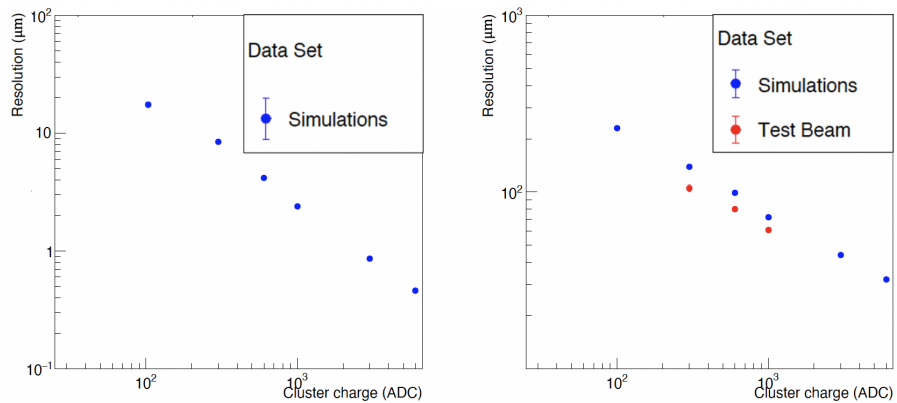 10²
10
1
10⁻¹
Resolution (μm)
Data Set
Simulations
10²
10³
Cluster charge (ADC)
10³
10²
Resolution (μm)
Data Set
Simulations
Test Beam
10²
10³
Cluster charge (ADC)